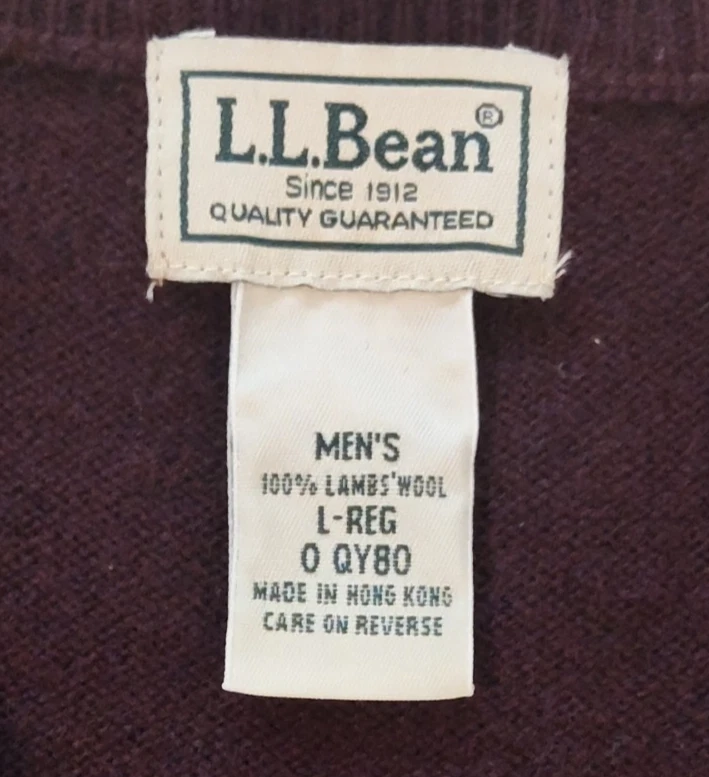 L.L.Bean®
Since 1912
QUALITY GUARANTEED
MEN'S
100% LAMBS'WOOL
L-REG
0 QY80
MADE IN HONG KONG
CARE ON REVERSE